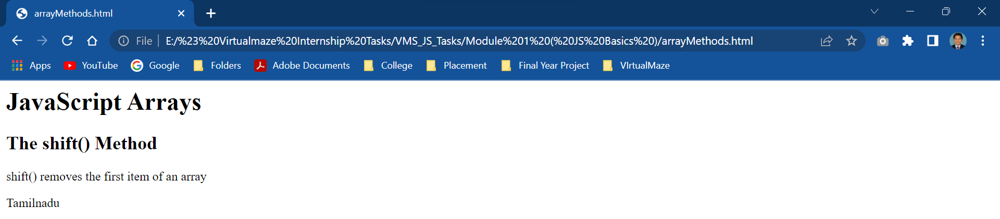 arrayMethods.html
File E:/%23%20Virtualmaze%20Internship%20Tasks/VMS_JS_Tasks/Module%201%20(%20JS%20Basics%20)/arrayMethods.html
Apps YouTube Google Folders Adobe Documents College Placement Final Year Project VIrtualMaze
JavaScript Arrays
The shift() Method
shift() removes the first item of an array
Tamilnadu